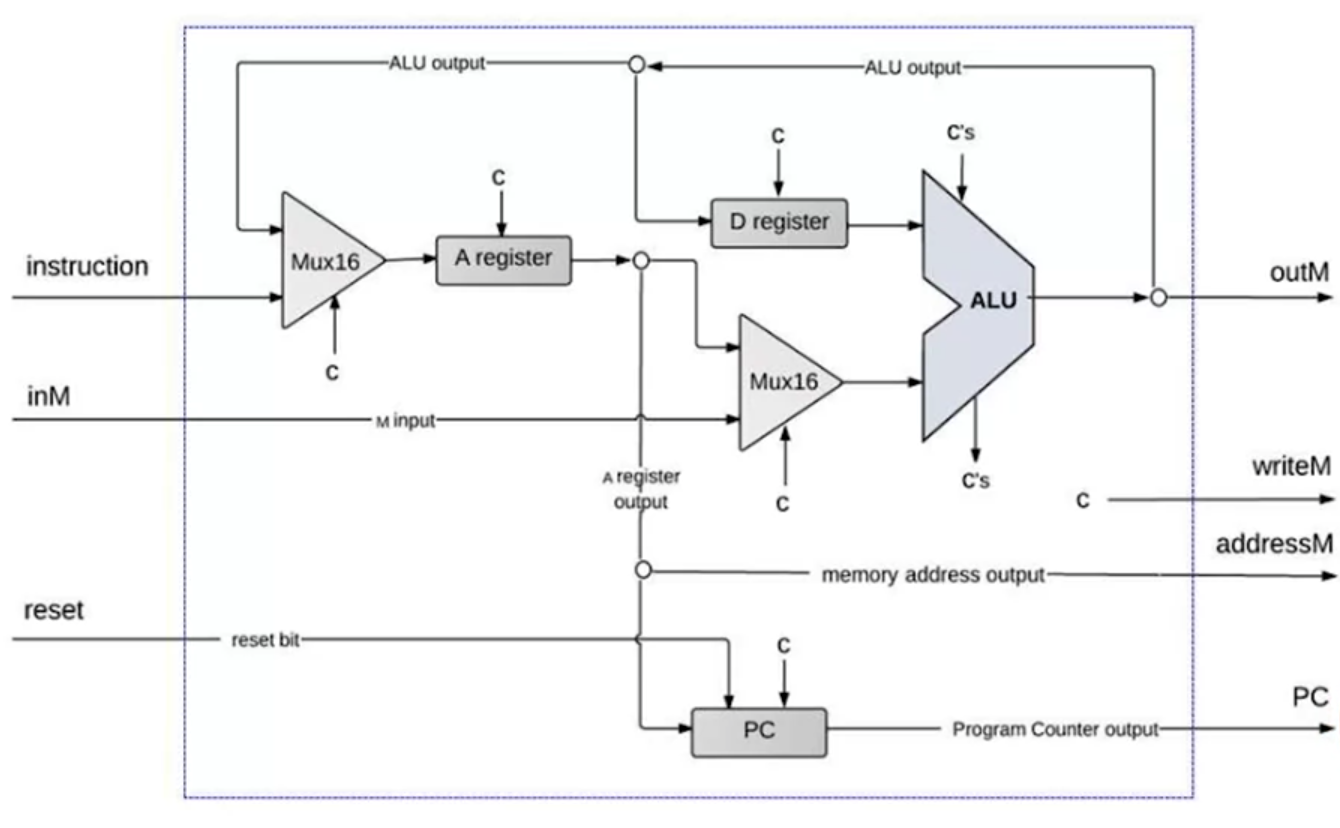 ALU output
ALU output
C
C's
C
instruction
Mux16
A register
D register
ALU
outM
C
inM
M input
Mux16
A register
output
C
C's
writeM
C
addressM
memory address output
reset
reset bit
C
PC
PC
Program Counter output